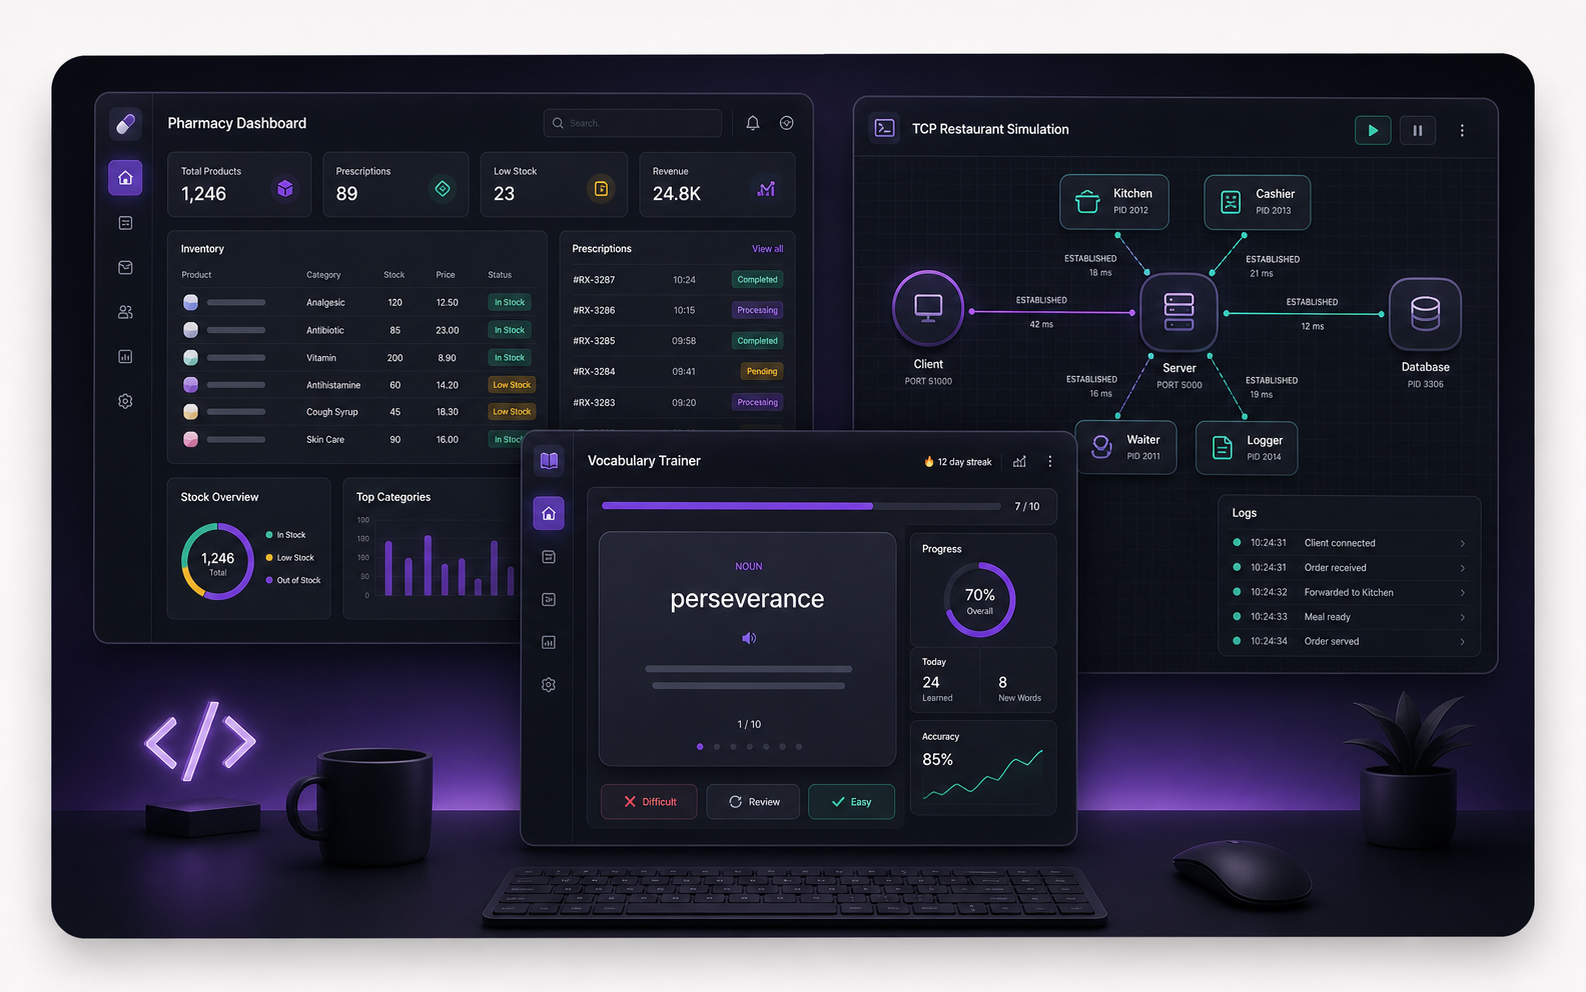 Pharmacy Dashboard
Search.
Total Products
1,246
Prescriptions
89
Low Stock
23
Revenue
24.8K
Inventory
Product Category Stock Price Status
Analgesic 120 12.50 In Stock
Antibiotic 85 23.00 In Stock
Vitamin 200 8.90 In Stock
Antihistamine 60 14.20 Low Stock
Cough Syrup 45 18.30 Low Stock
Skin Care 90 16.00 In Stoc
Prescriptions View all
#RX-3287 10:24 Completed
#RX-3286 10:15 Processing
#RX-3285 09:58 Completed
#RX-3284 09:41 Pending
#RX-3283 09:20 Processing
Stock Overview
1,246
Total
In Stock
Low Stock
Out of Stock
Top Categories
100
180
160
80
0
TCP Restaurant Simulation
Kitchen
PID 2012
Cashier
PID 2013
ESTABLISHED
18 ms
ESTABLISHED
21 ms
ESTABLISHED
42 ms
ESTABLISHED
12 ms
Client
PORT 51000
Server
PORT 5000
Database
PID 3306
ESTABLISHED
16 ms
ESTABLISHED
19 ms
Waiter
PID 2011
Logger
PID 2014
Logs
10:24:31 Client connected
10:24:31 Order received
10:24:32 Forwarded to Kitchen
10:24:33 Meal ready
10:24:34 Order served
Vocabulary Trainer
12 day streak
7 / 10
NOUN
perseverance
1 / 10
Difficult
Review
Easy
Progress
70%
Overall
Today
24
Learned
8
New Words
Accuracy
85%
</>